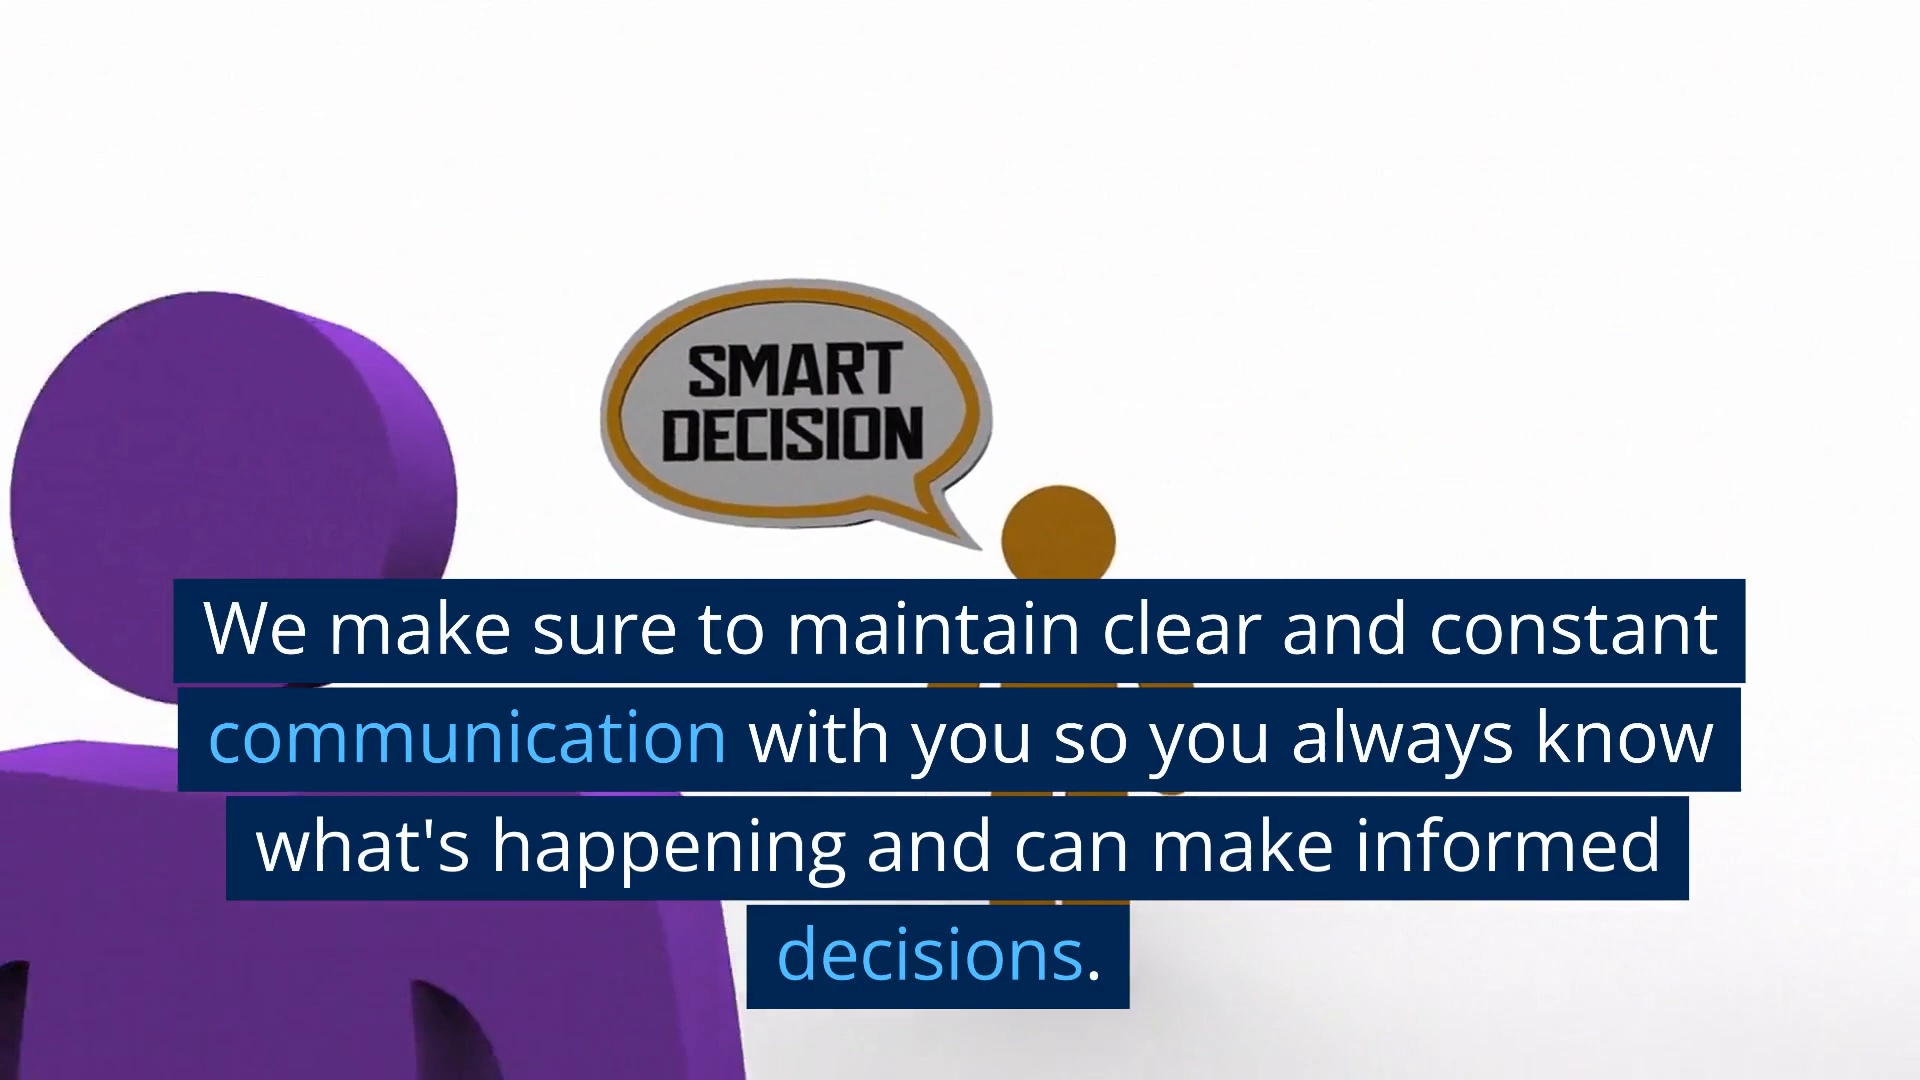 SMART
DECISION
We make sure to maintain clear and constant
communication with you so you always know
what's happening and can make informed
decisions.